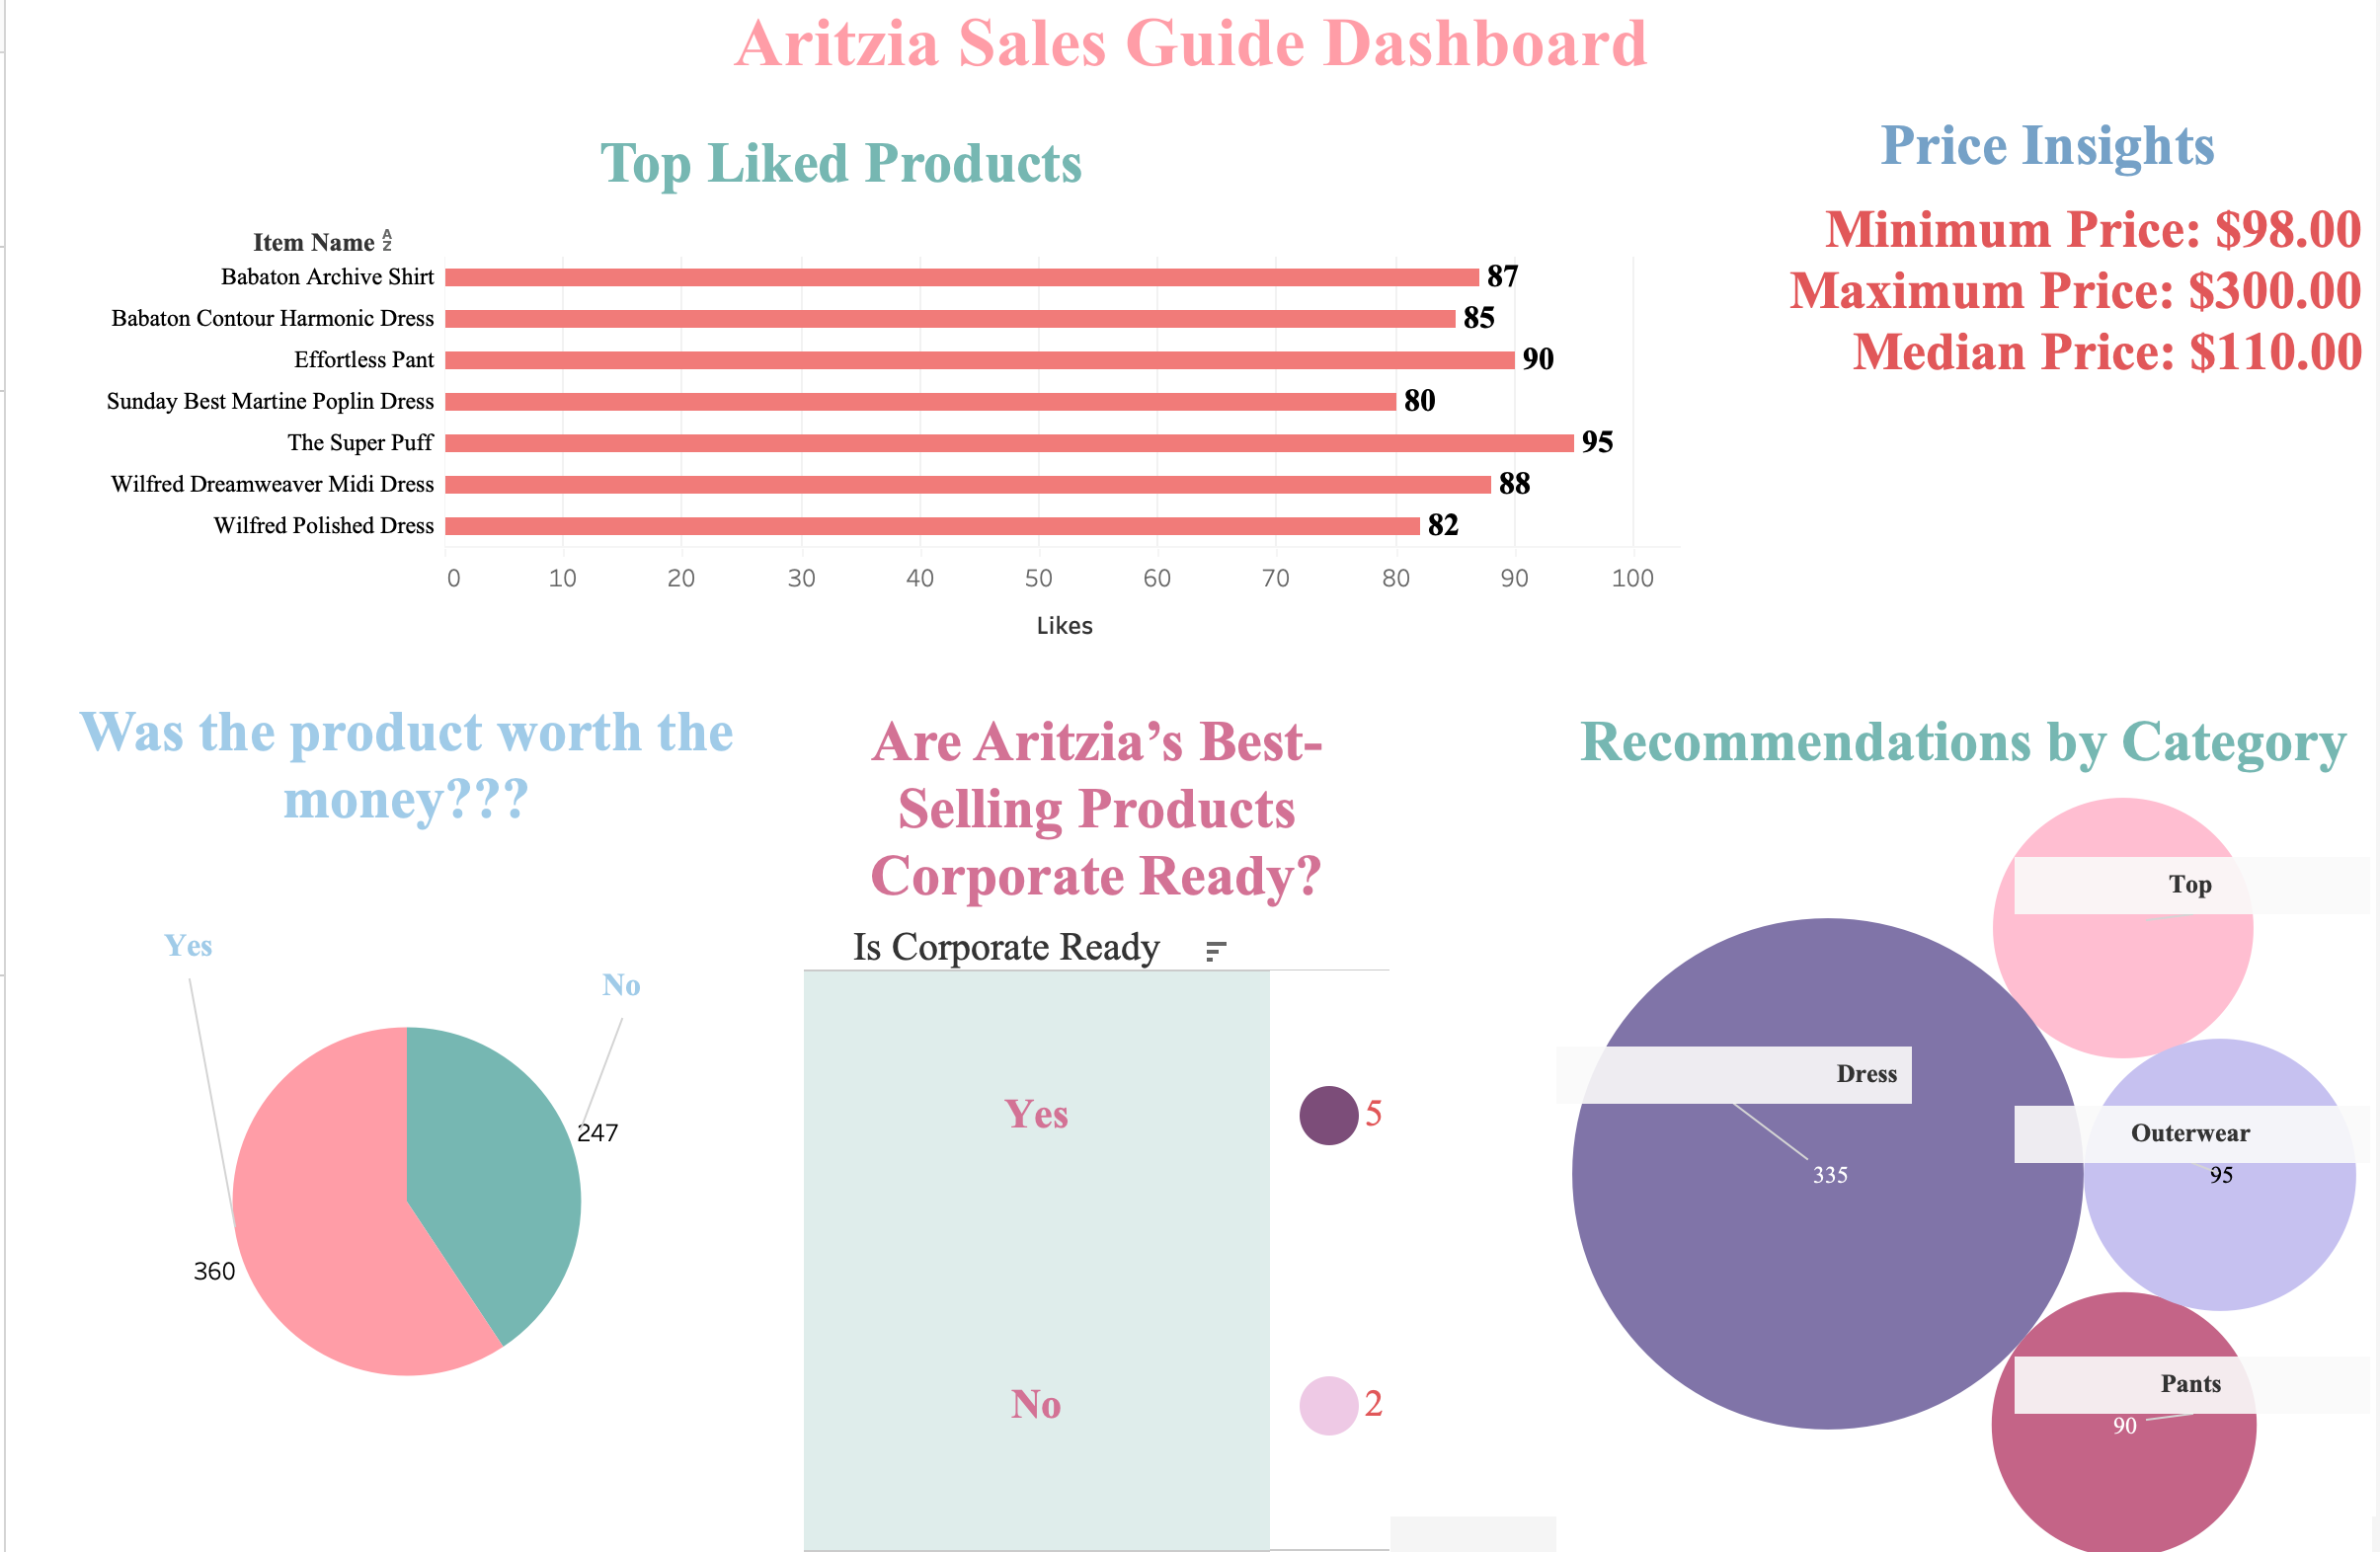 Aritzia Sales Guide Dashboard
Top Liked Products
Item Name
Babaton Archive Shirt 87
Babaton Contour Harmonic Dress 85
Effortless Pant 90
Sunday Best Martine Poplin Dress 80
The Super Puff 95
Wilfred Dreamweaver Midi Dress 88
Wilfred Polished Dress 82
0 10 20 30 40 50 60 70 80 90 100
Likes
Price Insights
Minimum Price: $98.00
Maximum Price: $300.00
Median Price: $110.00
Was the product worth the
money???
Yes
No
247
360
Are Aritzia’s Best-
Selling Products
Corporate Ready?
Is Corporate Ready
Yes 5
No 2
Recommendations by Category
Top
Dress
335
Outerwear
95
Pants
90